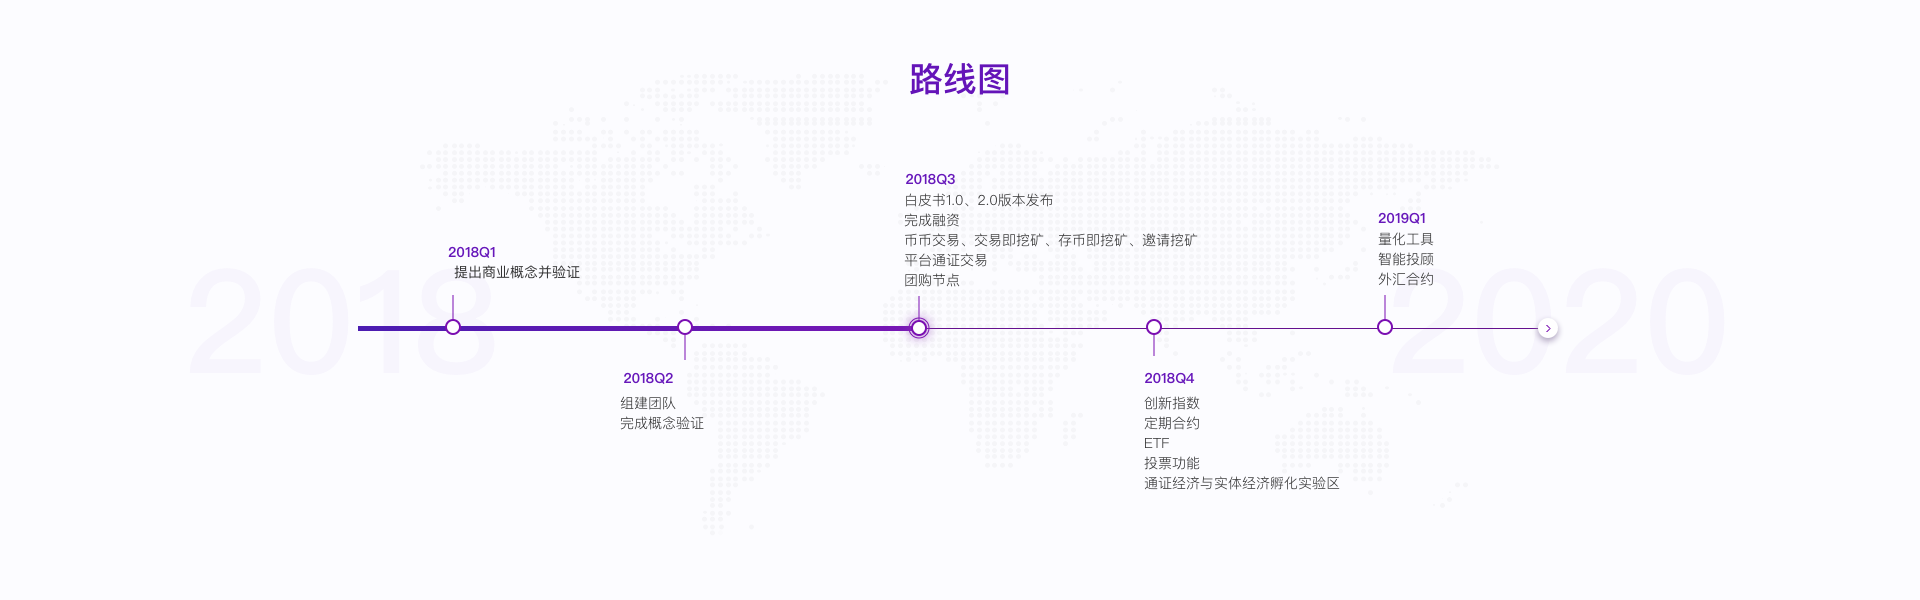 路线图
2018
2018Q1
提出商业概念并验证
2018Q2
组建团队
完成概念验证
2018Q3
白皮书1.0、2.0版本发布
完成融资
币币交易、交易即挖矿、存币即挖矿、邀请挖矿
平台通证交易
团购节点
2018Q4
创新指数
定期合约
ETF
投票功能
通证经济与实体经济孵化实验区
2019Q1
量化工具
智能投顾
外汇合约
2020